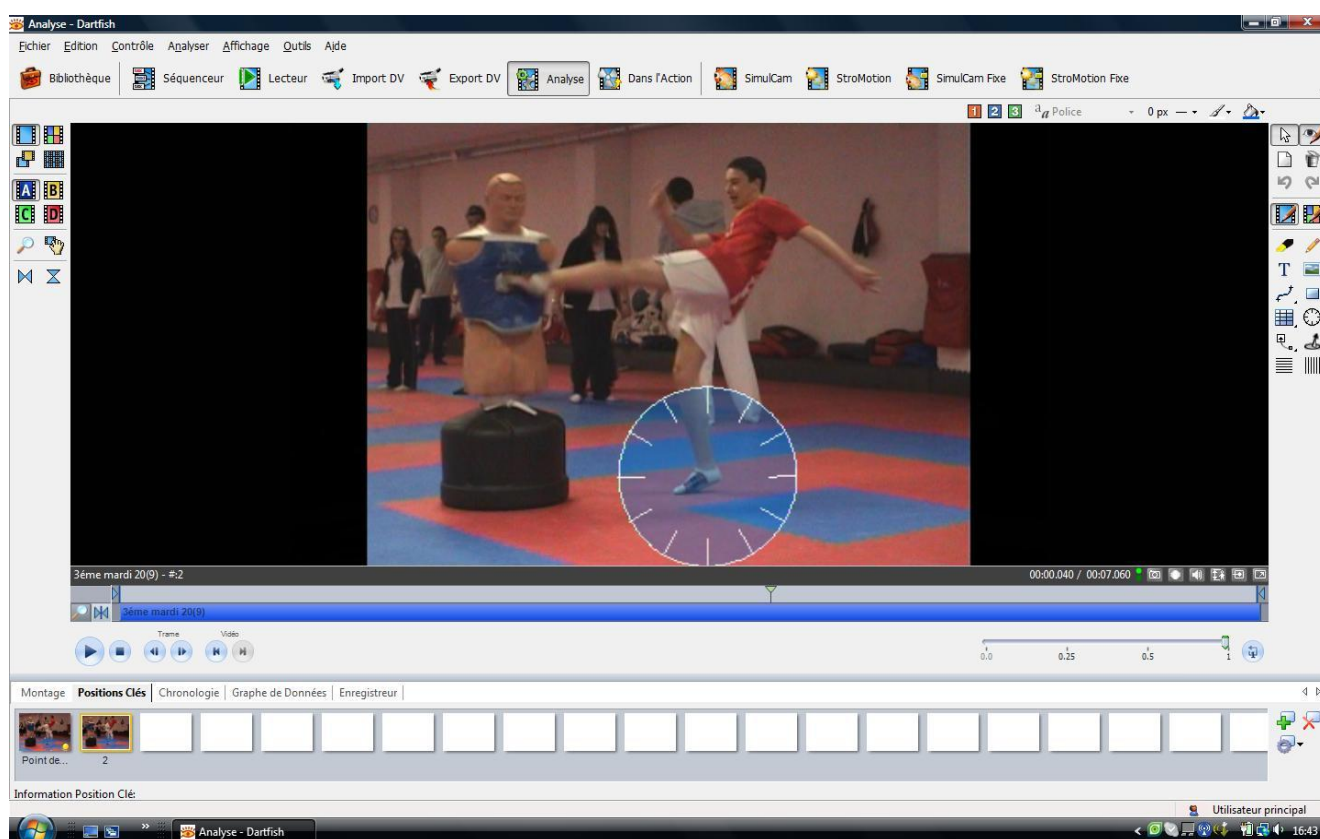 Analyse - Dartfish
Fichier Edition Contrôle Analyser Affichage Outils Aide
Bibliothèque Séquenceur Lecteur Import DV Export DV Analyse Dans l'Action SimulCam StroMotion SimulCam Fixe StroMotion Fixe
1 2 3 a a Police 0 px
A B
C D
T
3éme mardi 20(9) - #:2 00:00.040 / 00:07.060
3éme mardi 20(9)
Trame Vidéo
0.0 0.25 0.5 1
Montage Positions Clés Chronologie Graphe de Données Enregistreur
Point de... 2
Information Position Clé:
Utilisateur principal
Analyse - Dartfish 16:43